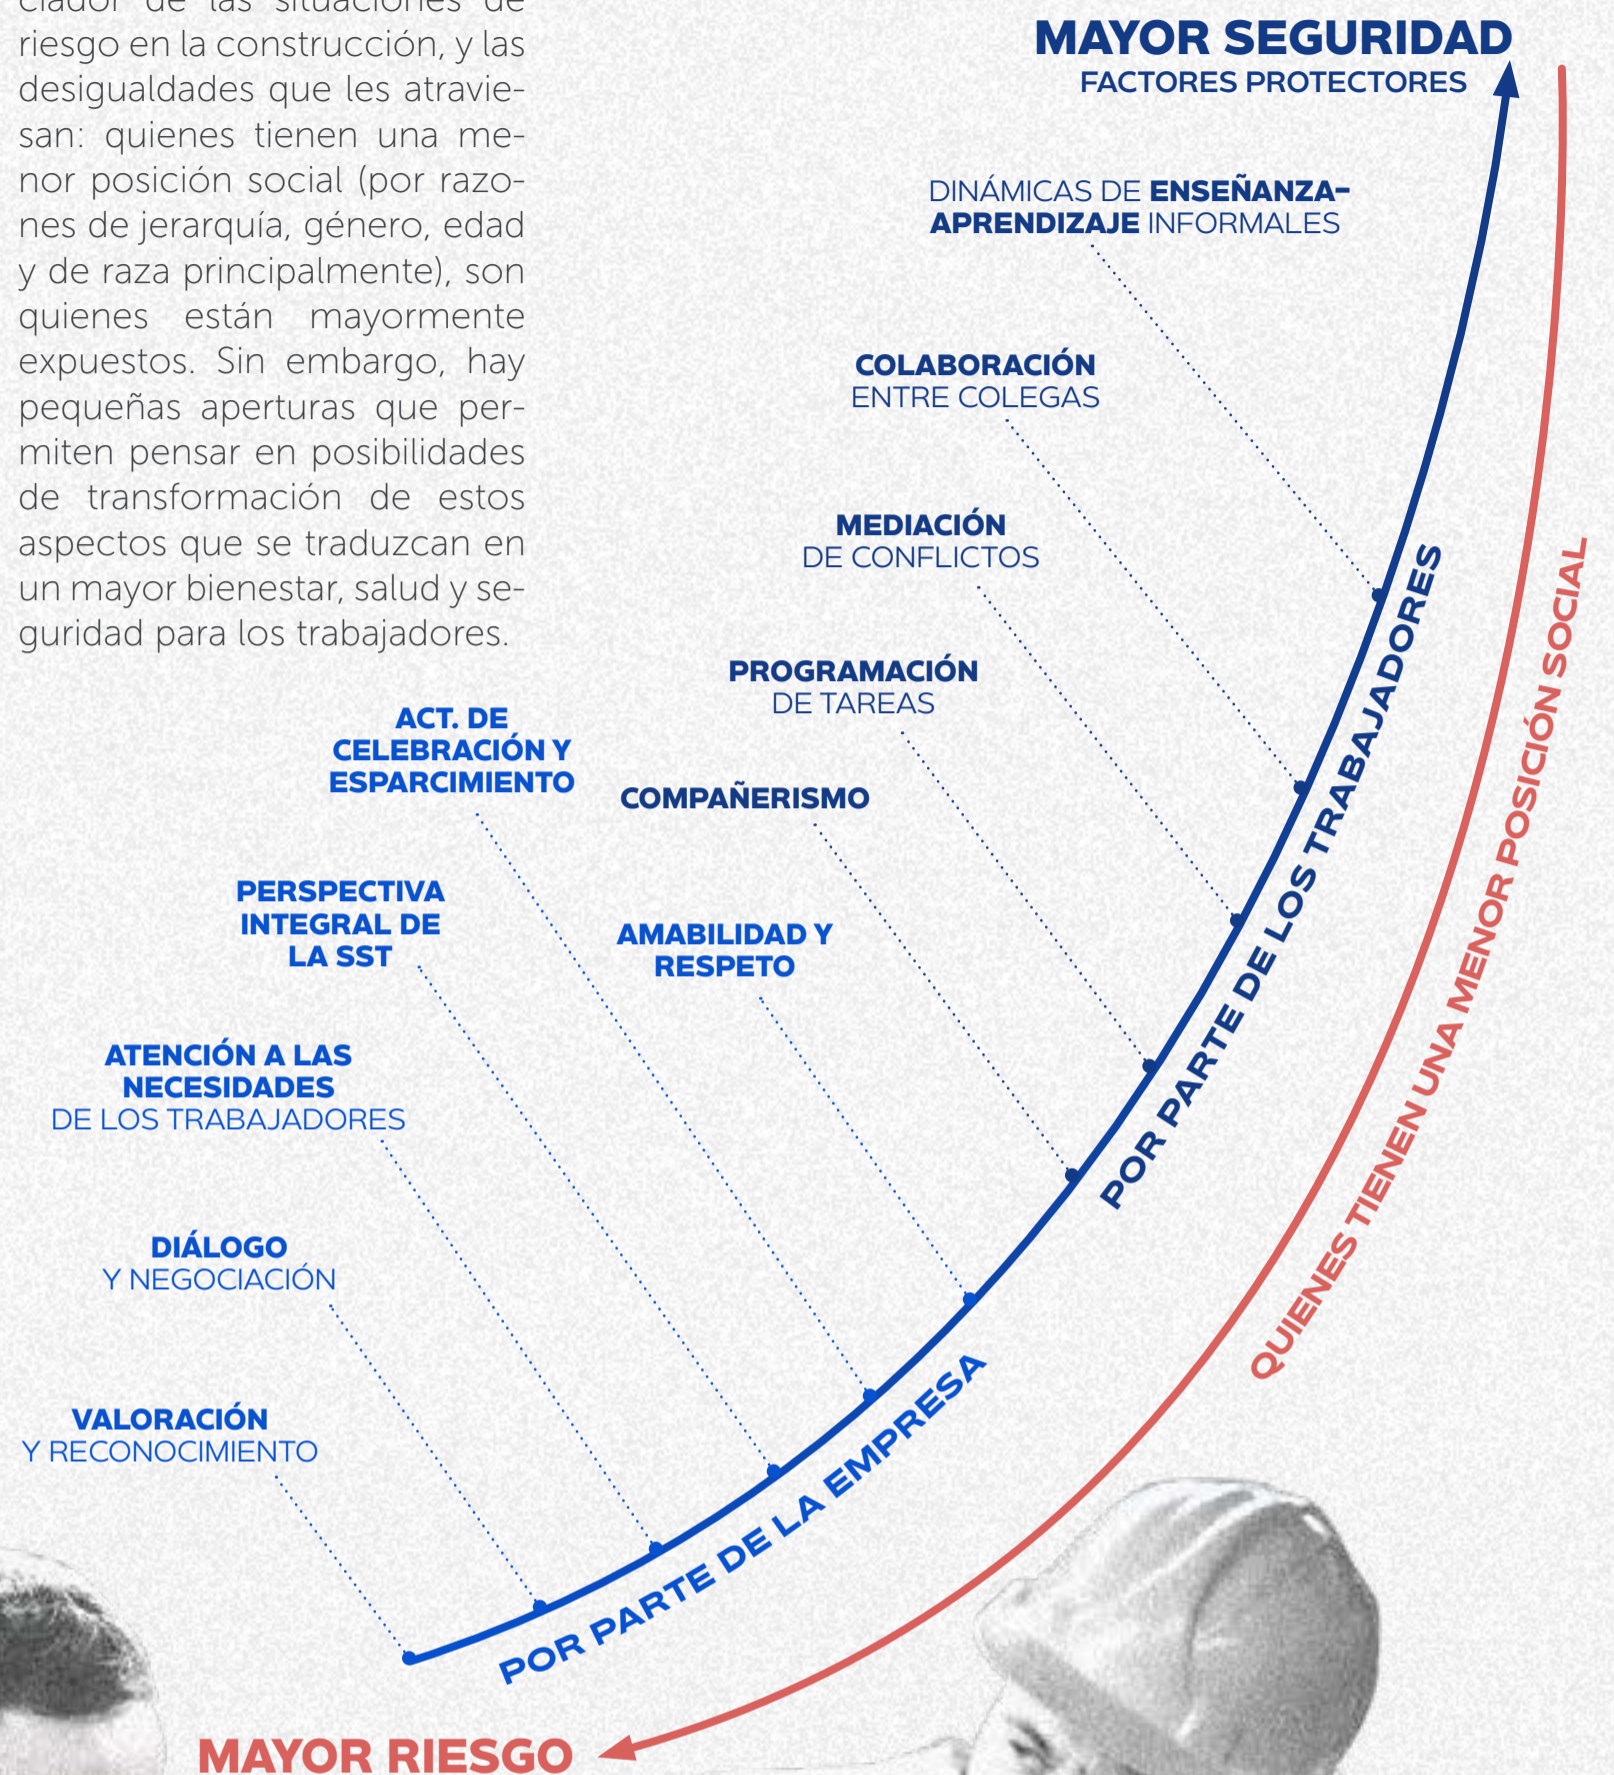 ciador de las situaciones de
riesgo en la construcción, y las
desigualdades que les atravie-
san: quienes tienen una me-
nor posición social (por razo-
nes de jerarquía, género, edad
y de raza principalmente), son
quienes están mayormente
expuestos. Sin embargo, hay
pequeñas aperturas que per-
miten pensar en posibilidades
de transformación de estos
aspectos que se traduzcan en
un mayor bienestar, salud y se-
guridad para los trabajadores.
MAYOR SEGURIDAD
FACTORES PROTECTORES
DINÁMICAS DE ENSEÑANZA-
APRENDIZAJE INFORMALES
COLABORACIÓN
ENTRE COLEGAS
MEDIACIÓN
DE CONFLICTOS
PROGRAMACIÓN
DE TAREAS
COMPAÑERISMO
POR PARTE DE LOS TRABAJADORES
AMABILIDAD Y
RESPETO
ACT. DE
CELEBRACIÓN Y
ESPARCIMIENTO
PERSPECTIVA
INTEGRAL DE
LA SST
ATENCIÓN A LAS
NECESIDADES
DE LOS TRABAJADORES
DIÁLOGO
Y NEGOCIACIÓN
VALORACIÓN
Y RECONOCIMIENTO
POR PARTE DE LA EMPRESA
QUIENES TIENEN UNA MENOR POSICIÓN SOCIAL
MAYOR RIESGO